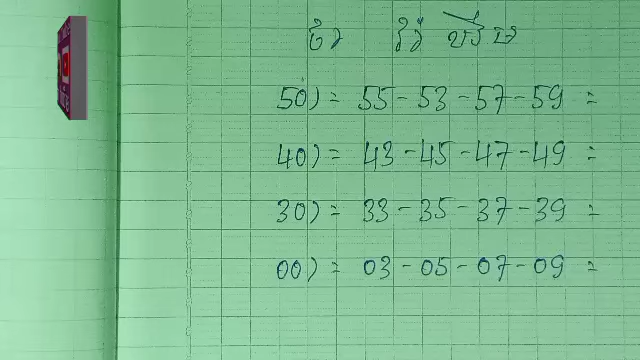 50) = 55 - 53 - 57 - 59 =
40) = 43 - 45 - 47 - 49 =
30) = 33 - 35 - 37 - 39 =
00) = 03 - 05 - 07 - 09 =